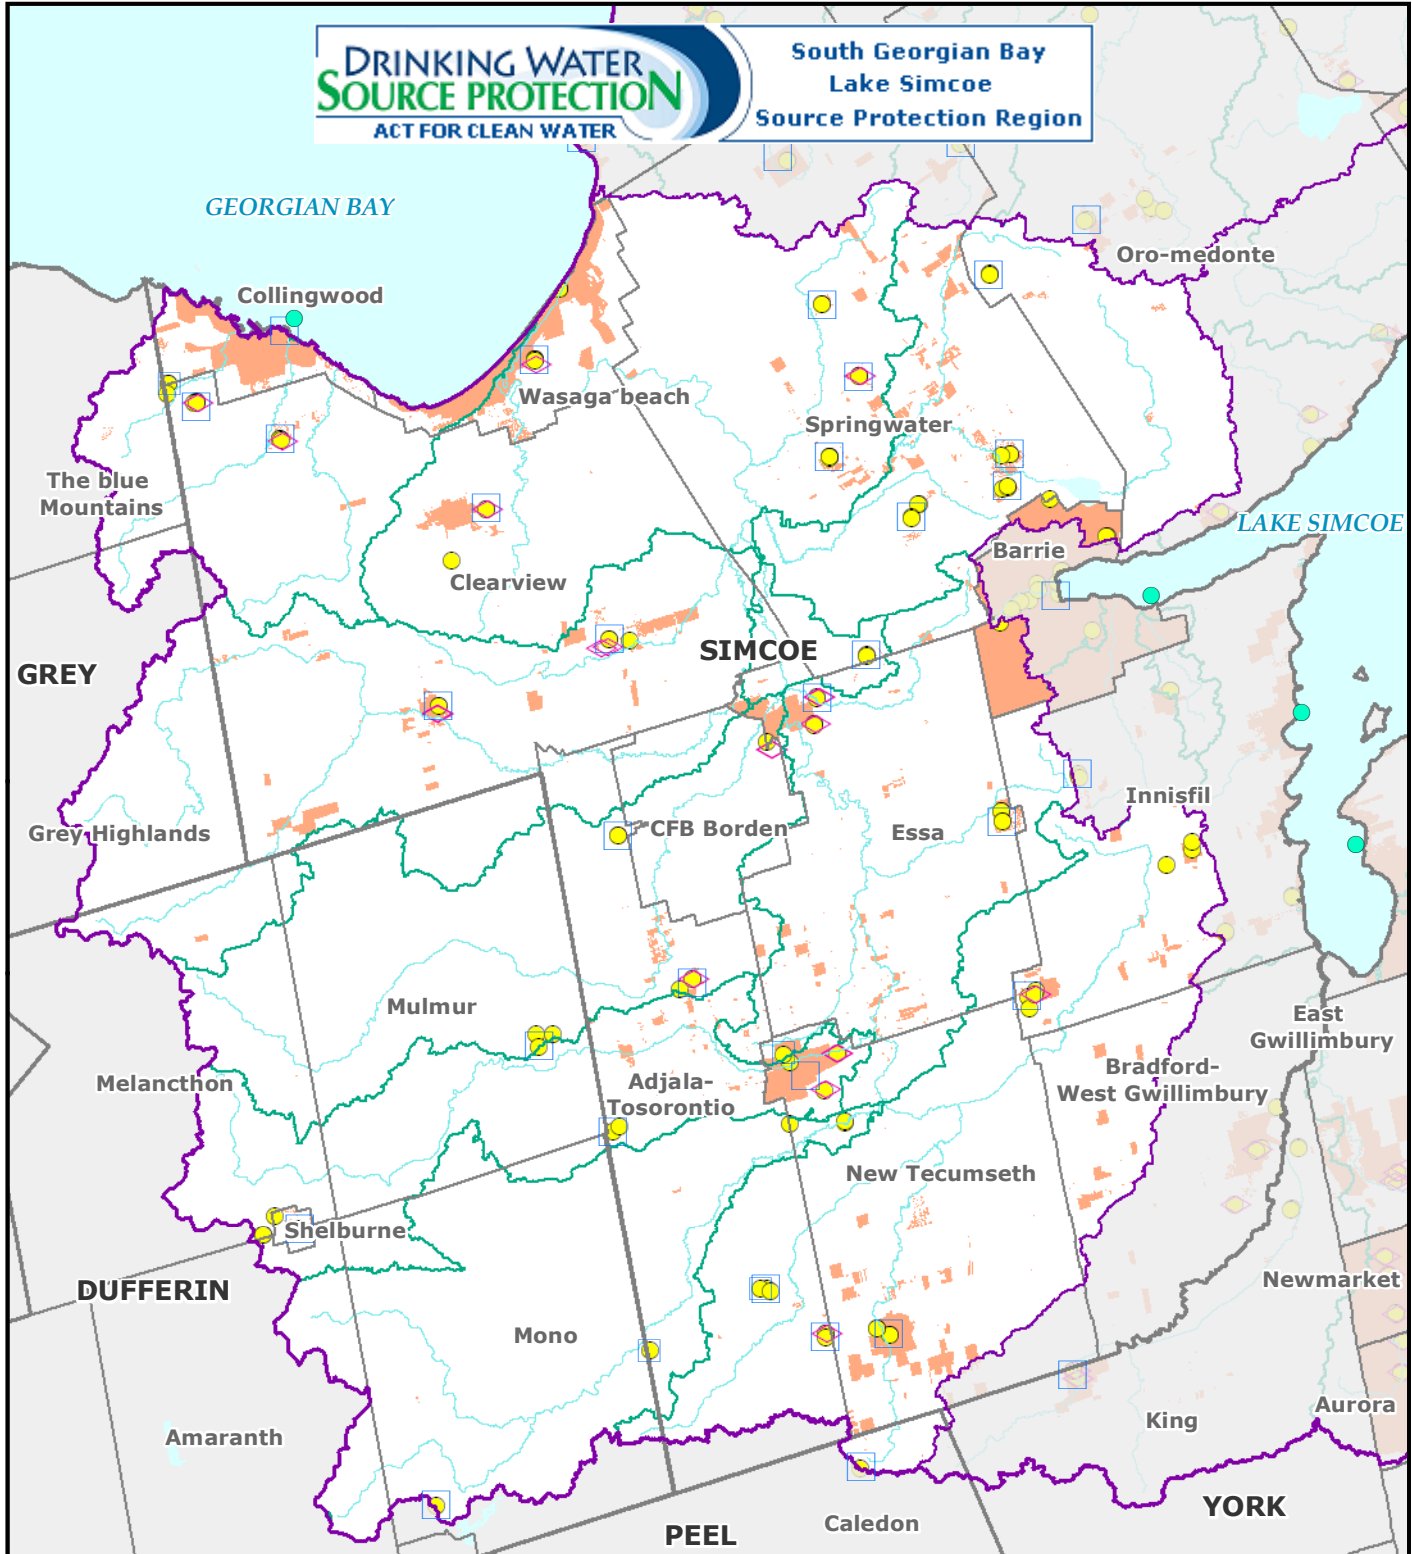 DRINKING WATER
SOURCE PROTECTION
ACT FOR CLEAN WATER
South Georgian Bay
Lake Simcoe
Source Protection Region
GEORGIAN BAY
Oro-medonte
Collingwood
Wasaga beach
Springwater
The blue
Mountains
LAKE SIMCOE
Barrie
Clearview
SIMCOE
GREY
Innisfil
Grey Highlands
CFB Borden
Essa
Mulmur
East
Gwillimbury
Melancthon
Adjala-
Tosorontio
Bradford-
West Gwillimbury
New Tecumseth
Shelburne
Newmarket
DUFFERIN
Mono
Aurora
King
Amaranth
YORK
Caledon
PEEL